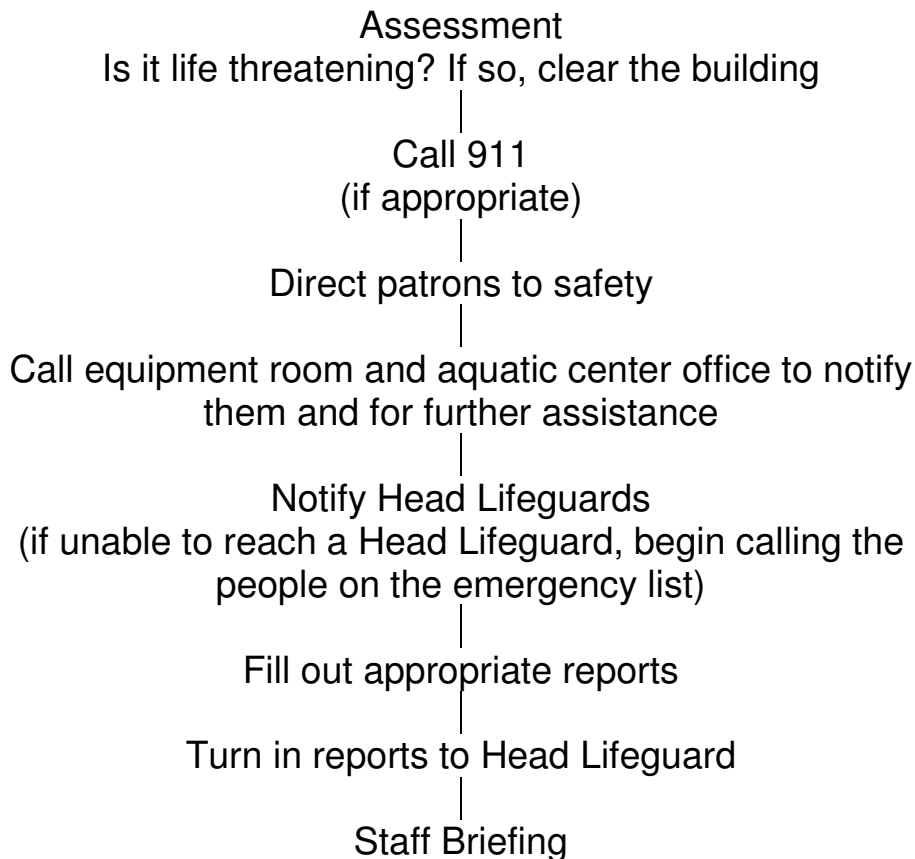 Assessment
Is it life threatening? If so, clear the building
Call 911
(if appropriate)
Direct patrons to safety
Call equipment room and aquatic center office to notify
them and for further assistance
Notify Head Lifeguards
(if unable to reach a Head Lifeguard, begin calling the
people on the emergency list)
Fill out appropriate reports
Turn in reports to Head Lifeguard
Staff Briefing